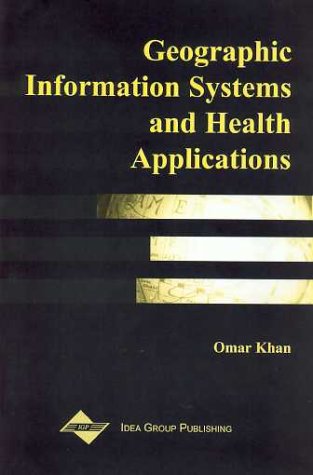 Geographic
Information Systems
and Health
Applications
Omar Khan
IGP
IDEA GROUP PUBLISHING